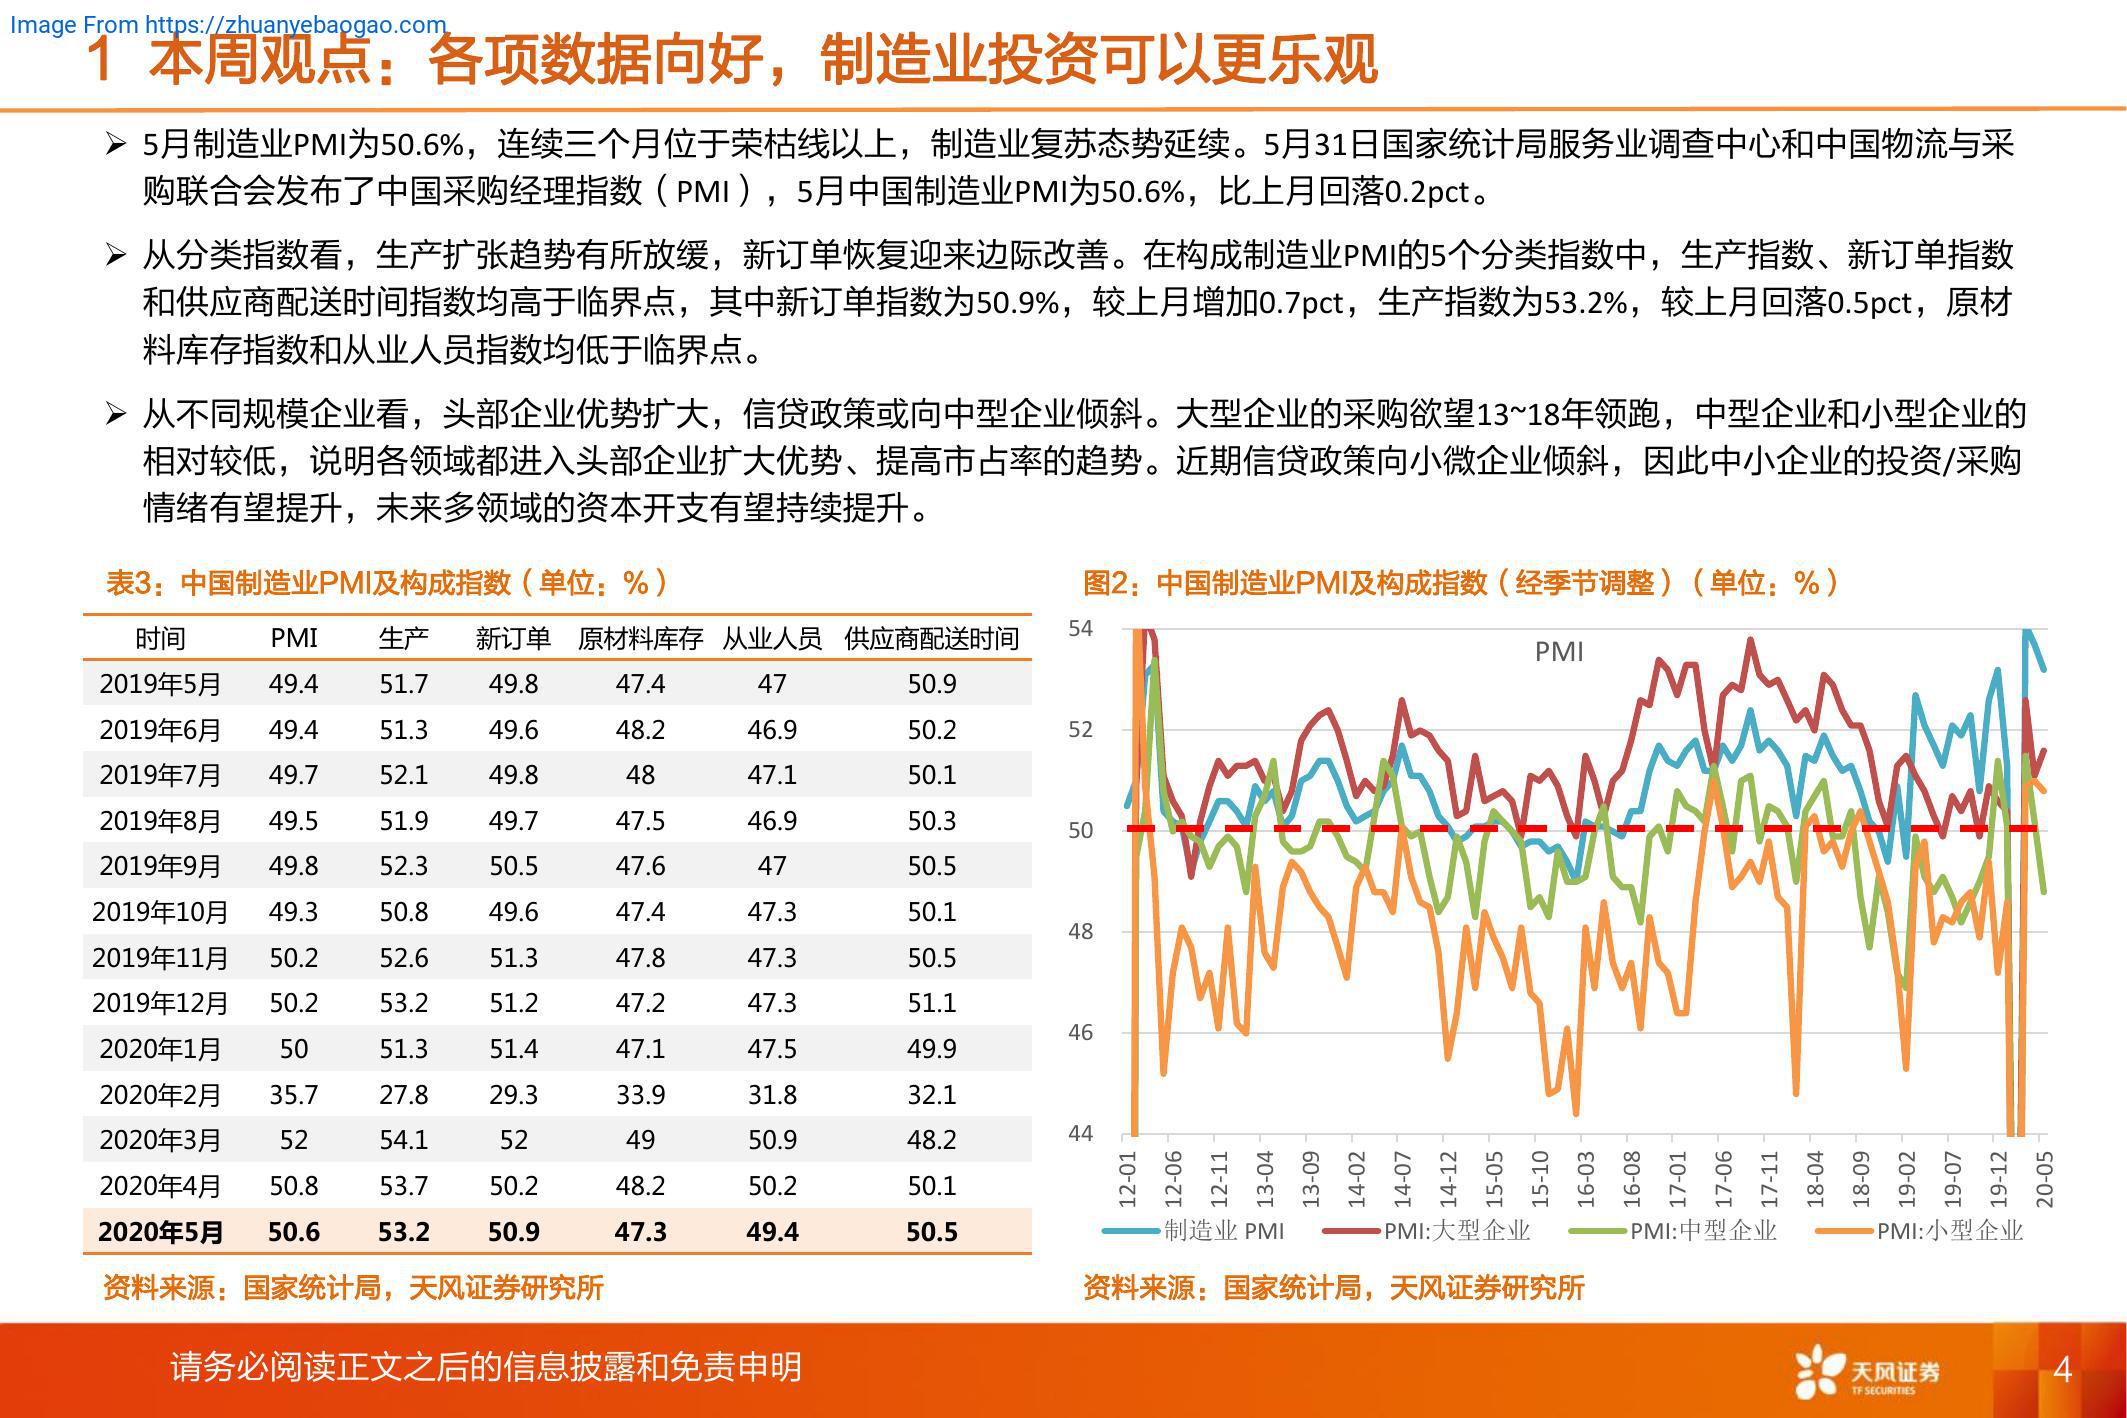 Image From https://zhuanyebaogao.com
1 本周观点：各项数据向好，制造业投资可以更乐观
➢ 5月制造业PMI为50.6%，连续三个月位于荣枯线以上，制造业复苏态势延续。5月31日国家统计局服务业调查中心和中国物流与采
购联合会发布了中国采购经理指数（PMI），5月中国制造业PMI为50.6%，比上月回落0.2pct。
➢ 从分类指数看，生产扩张趋势有所放缓，新订单恢复迎来边际改善。在构成制造业PMI的5个分类指数中，生产指数、新订单指数
和供应商配送时间指数均高于临界点，其中新订单指数为50.9%，较上月增加0.7pct，生产指数为53.2%，较上月回落0.5pct，原材
料库存指数和从业人员指数均低于临界点。
➢ 从不同规模企业看，头部企业优势扩大，信贷政策或向中型企业倾斜。大型企业的采购欲望13~18年领跑，中型企业和小型企业的
相对较低，说明各领域都进入头部企业扩大优势、提高市占率的趋势。近期信贷政策向小微企业倾斜，因此中小企业的投资/采购
情绪有望提升，未来多领域的资本开支有望持续提升。
表3：中国制造业PMI及构成指数（单位：%）
时间 PMI 生产 新订单 原材料库存 从业人员 供应商配送时间
2019年5月 49.4 51.7 49.8 47.4 47 50.9
2019年6月 49.4 51.3 49.6 48.2 46.9 50.2
2019年7月 49.7 52.1 49.8 48 47.1 50.1
2019年8月 49.5 51.9 49.7 47.5 46.9 50.3
2019年9月 49.8 52.3 50.5 47.6 47 50.5
2019年10月 49.3 50.8 49.6 47.4 47.3 50.1
2019年11月 50.2 52.6 51.3 47.8 47.3 50.5
2019年12月 50.2 53.2 51.2 47.2 47.3 51.1
2020年1月 50 51.3 51.4 47.1 47.5 49.9
2020年2月 35.7 27.8 29.3 33.9 31.8 32.1
2020年3月 52 54.1 52 49 50.9 48.2
2020年4月 50.8 53.7 50.2 48.2 50.2 50.1
2020年5月 50.6 53.2 50.9 47.3 49.4 50.5
资料来源：国家统计局，天风证券研究所
图2：中国制造业PMI及构成指数（经季节调整）（单位：%）
PMI
54
52
50
48
46
44
12-01 12-06 12-11 13-04 13-09 14-02 14-07 14-12 15-05 15-10 16-03 16-08 17-01 17-06 17-11 18-04 18-09 19-02 19-07 19-12 20-05
制造业 PMI PMI:大型企业 PMI:中型企业 PMI:小型企业
资料来源：国家统计局，天风证券研究所
请务必阅读正文之后的信息披露和免责申明
天风证券
TF SECURITIES
4